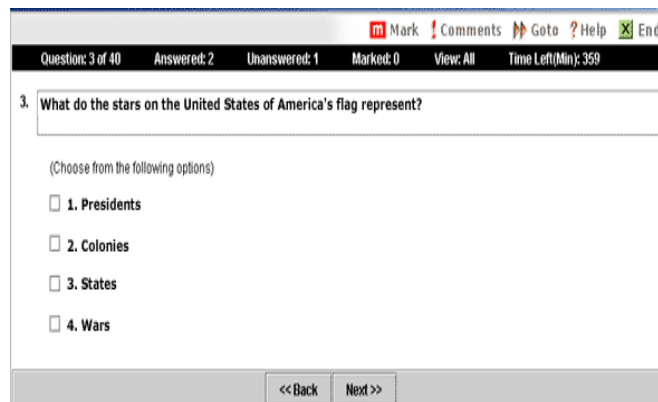 m Mark ! Comments Goto ? Help X End
Question: 3 of 40 Answered: 2 Unanswered: 1 Marked: 0 View: All Time Left(Min): 359
3. What do the stars on the United States of America's flag represent?
(Choose from the following options)
1. Presidents
2. Colonies
3. States
4. Wars
<< Back Next >>